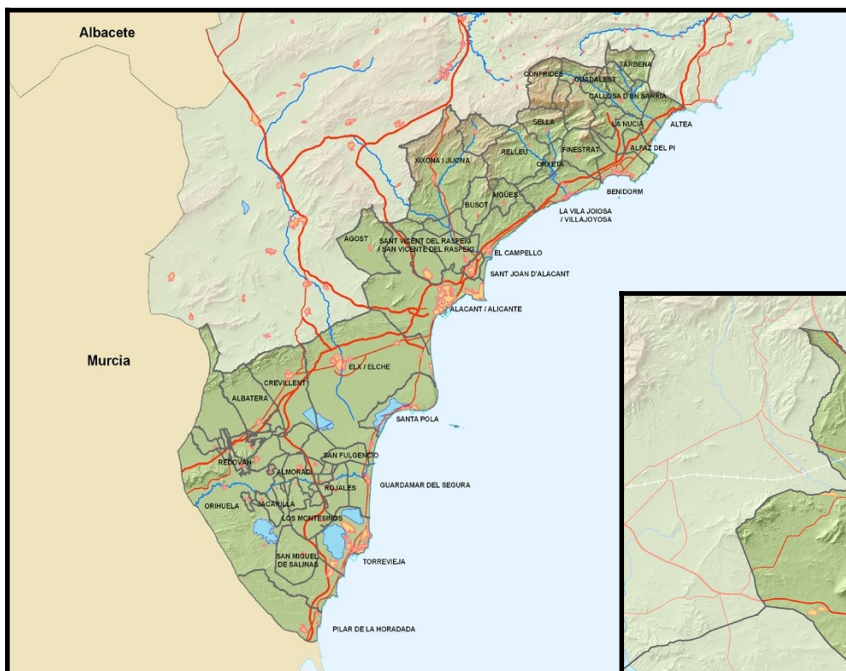 Albacete
TÀRBENA
CONFRIDES
GUADALEST
CALLOSA D'EN SARRIÀ
SELLA
LA NUCIA
ALTEA
RELLEU
FINESTRAT
ALFAZ DEL PI
XIXONA / JIJONA
ORXETA
AIGÜES
BENIDORM
BUSOT
LA VILA JOIOSA
/ VILLAJOYOSA
AGOST
SANT VICENT DEL RASPEIG
/ SAN VICENTE DEL RASPEIG
EL CAMPELLO
SANT JOAN D'ALACANT
ALACANT / ALICANTE
Murcia
ELX / ELCHE
CREVILLENT
ALBATERA
SANTA POLA
SAN FULGENCIO
REDOVÁN
ALMORADÍ
ROJALES
GUARDAMAR DEL SEGURA
ORIHUELA
JACARILLA
LOS MONTESINOS
SAN MIGUEL
DE SALINAS
TORREVIEJA
PILAR DE LA HORADADA